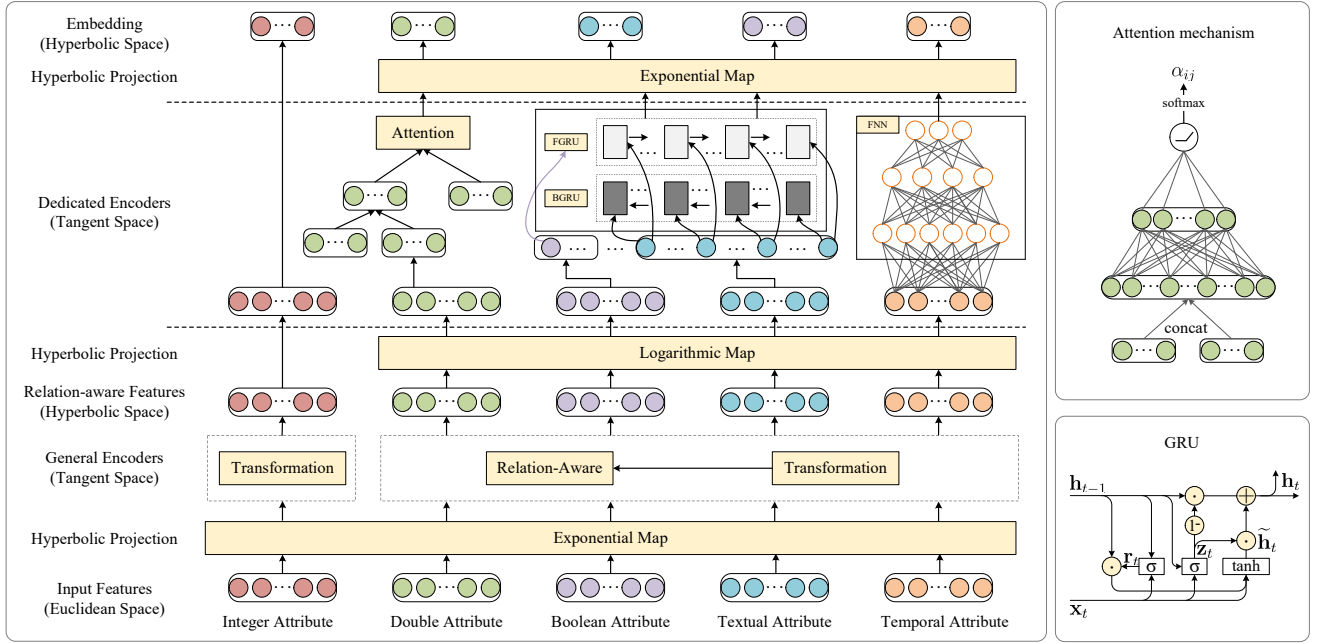 Embedding
(Hyperbolic Space)
Hyperbolic Projection
Exponential Map
Dedicated Encoders
(Tangent Space)
Attention
FGRU
BGRU
FNN
Hyperbolic Projection
Logarithmic Map
Relation-aware Features
(Hyperbolic Space)
General Encoders
(Tangent Space)
Transformation
Relation-Aware
Transformation
Hyperbolic Projection
Exponential Map
Input Features
(Euclidean Space)
Integer Attribute
Double Attribute
Boolean Attribute
Textual Attribute
Temporal Attribute
Attention mechanism
α_{ij}
softmax
concat
GRU
h_{t−1}
h_t
1-
z_t
h̃_t
r_t
σ
σ
tanh
x_t